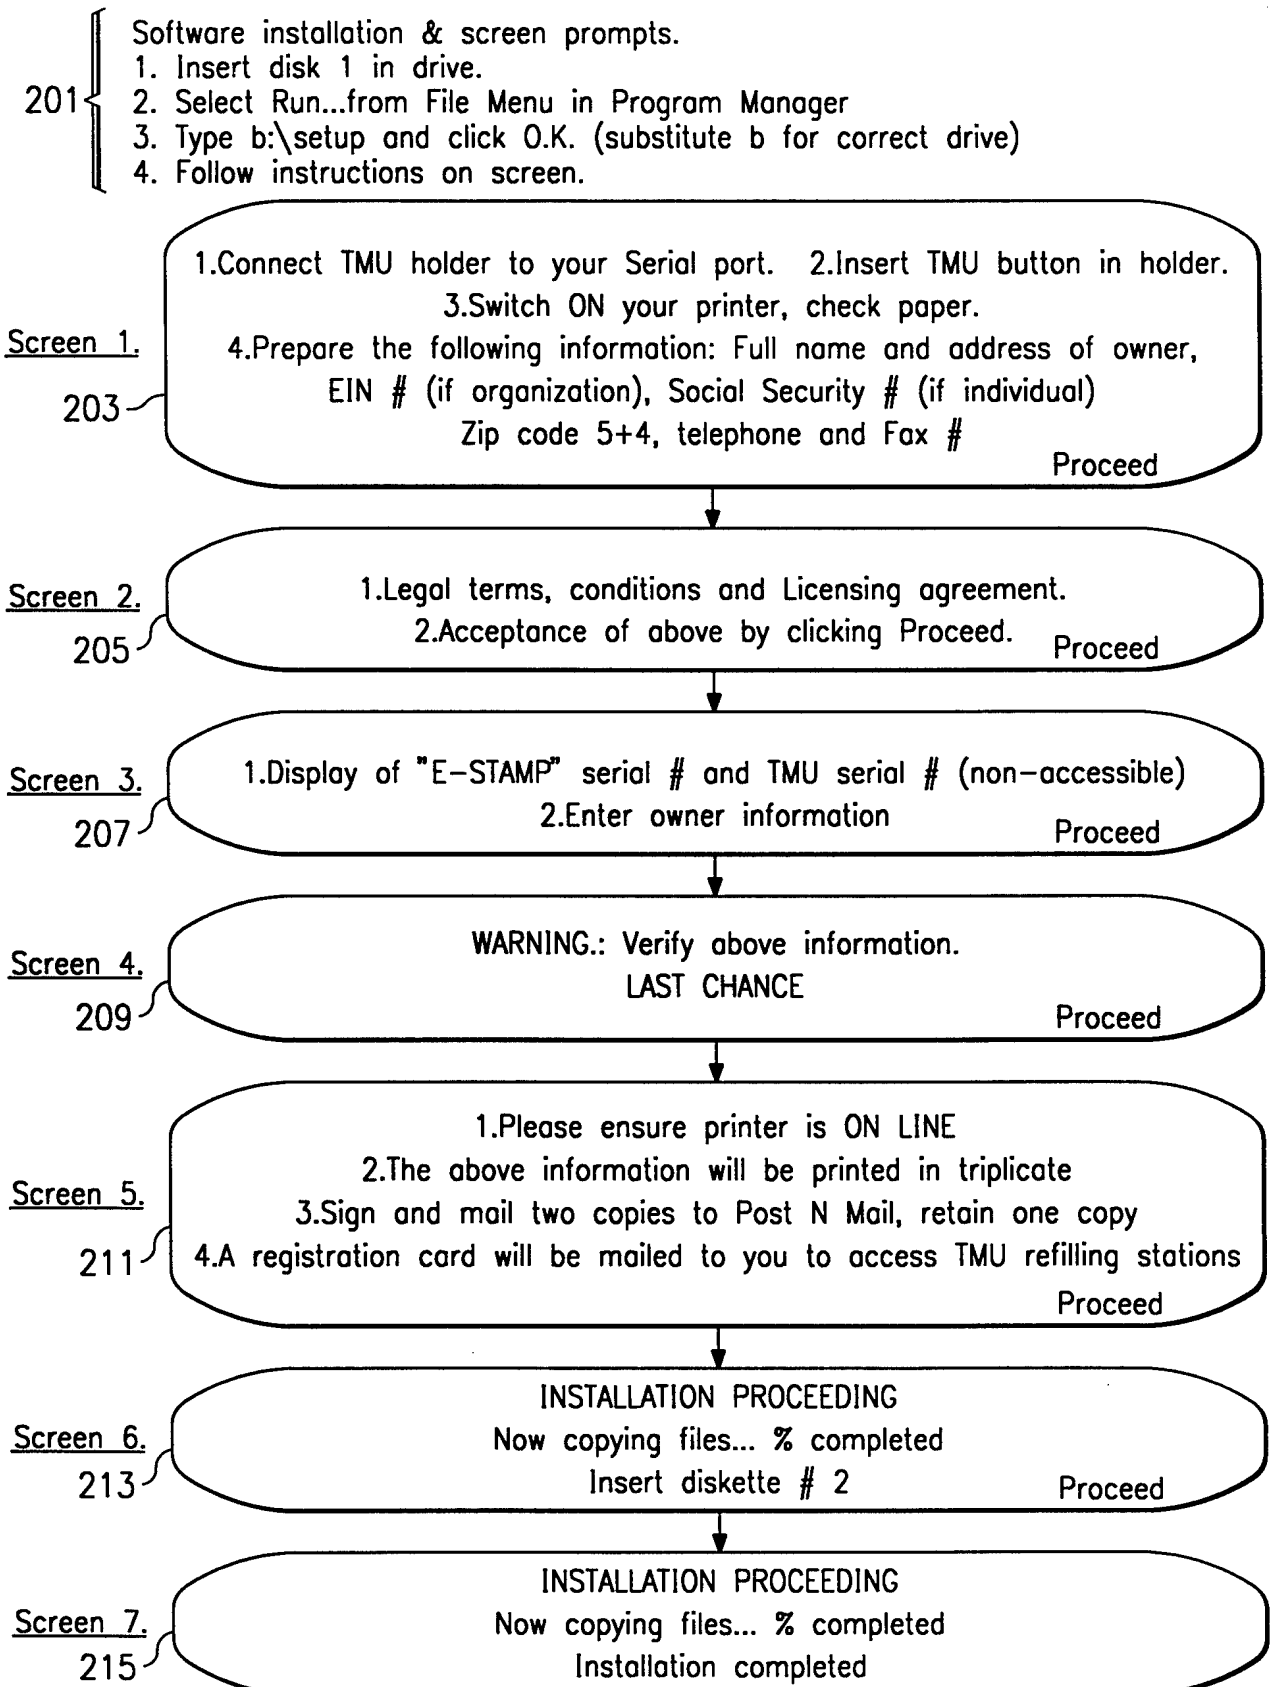 Software installation & screen prompts.
1. Insert disk 1 in drive.
201
2. Select Run...from File Menu in Program Manager
3. Type b:\setup and click O.K. (substitute b for correct drive)
4. Follow instructions on screen.
1.Connect TMU holder to your Serial port. 2.Insert TMU button in holder.
3.Switch ON your printer, check paper.
Screen 1.
4.Prepare the following information: Full name and address of owner,
EIN # (if organization), Social Security # (if individual)
203
Zip code 5+4, telephone and Fax #
Proceed
Screen 2.
1.Legal terms, conditions and Licensing agreement.
2.Acceptance of above by clicking Proceed.
205
Proceed
Screen 3.
1.Display of "E-STAMP" serial # and TMU serial # (non-accessible)
2.Enter owner information
207
Proceed
WARNING.: Verify above information.
Screen 4.
LAST CHANCE
209
Proceed
1.Please ensure printer is ON LINE
2.The above information will be printed in triplicate
Screen 5.
3.Sign and mail two copies to Post N Mail, retain one copy
211
4.A registration card will be mailed to you to access TMU refilling stations
Proceed
INSTALLATION PROCEEDING
Screen 6.
Now copying files... % completed
213
Insert diskette # 2
Proceed
INSTALLATION PROCEEDING
Screen 7.
Now copying files... % completed
215
Installation completed